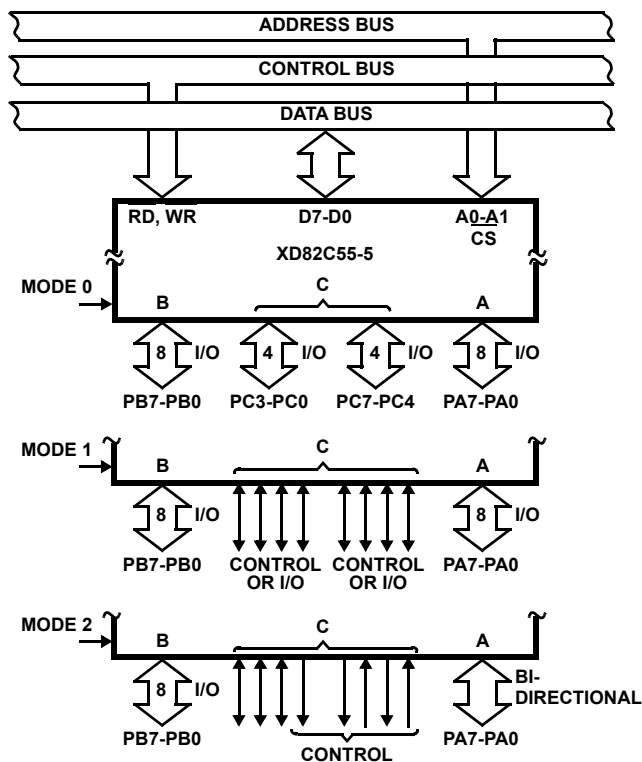 ADDRESS BUS
CONTROL BUS
DATA BUS
RD, WR D7-D0 A0-A1
CS
XD82C55-5
MODE 0
B C A
8 I/O 4 I/O 4 I/O 8 I/O
PB7-PB0 PC3-PC0 PC7-PC4 PA7-PA0
MODE 1
B C A
8 I/O 8 I/O
PB7-PB0 CONTROL CONTROL PA7-PA0
OR I/O OR I/O
MODE 2
B C A
8 I/O BI-
DIRECTIONAL
PB7-PB0 PA7-PA0
CONTROL